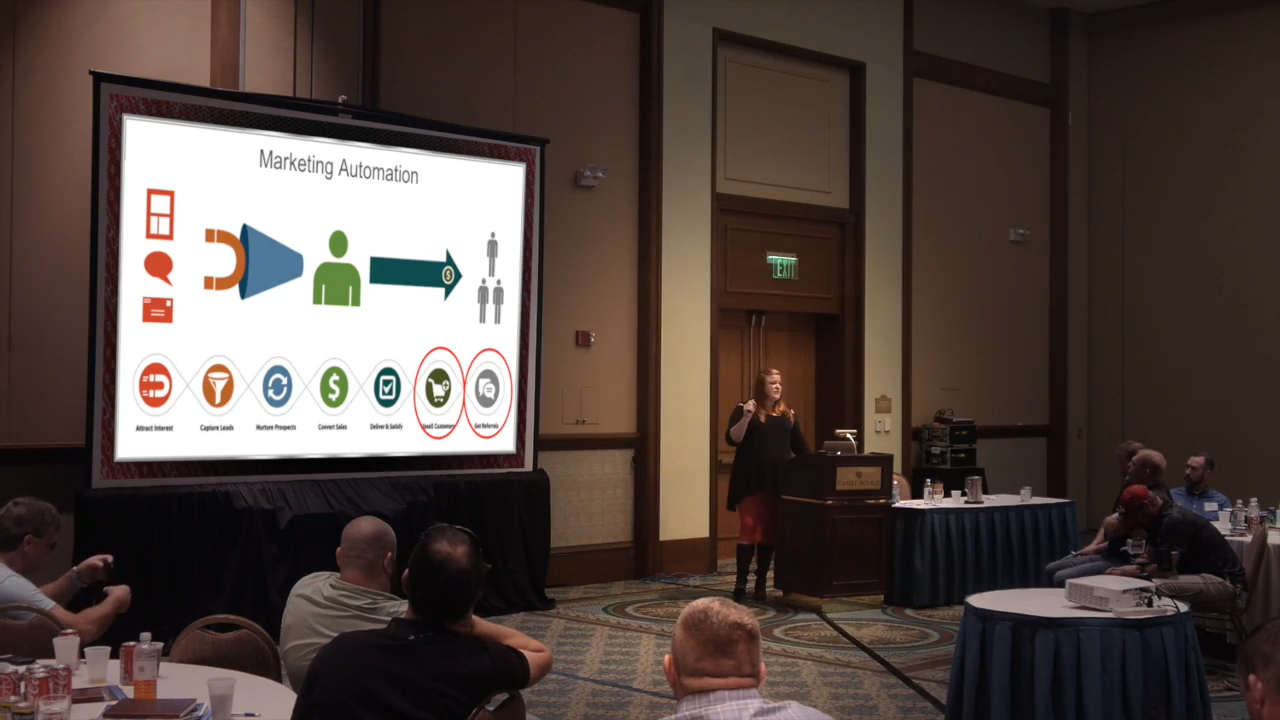 Marketing Automation
Attract Interest
Capture Leads
Nurture Prospects
Convert Sales
Deliver & Satisfy
Upsell Customers
Get Referrals
EXIT